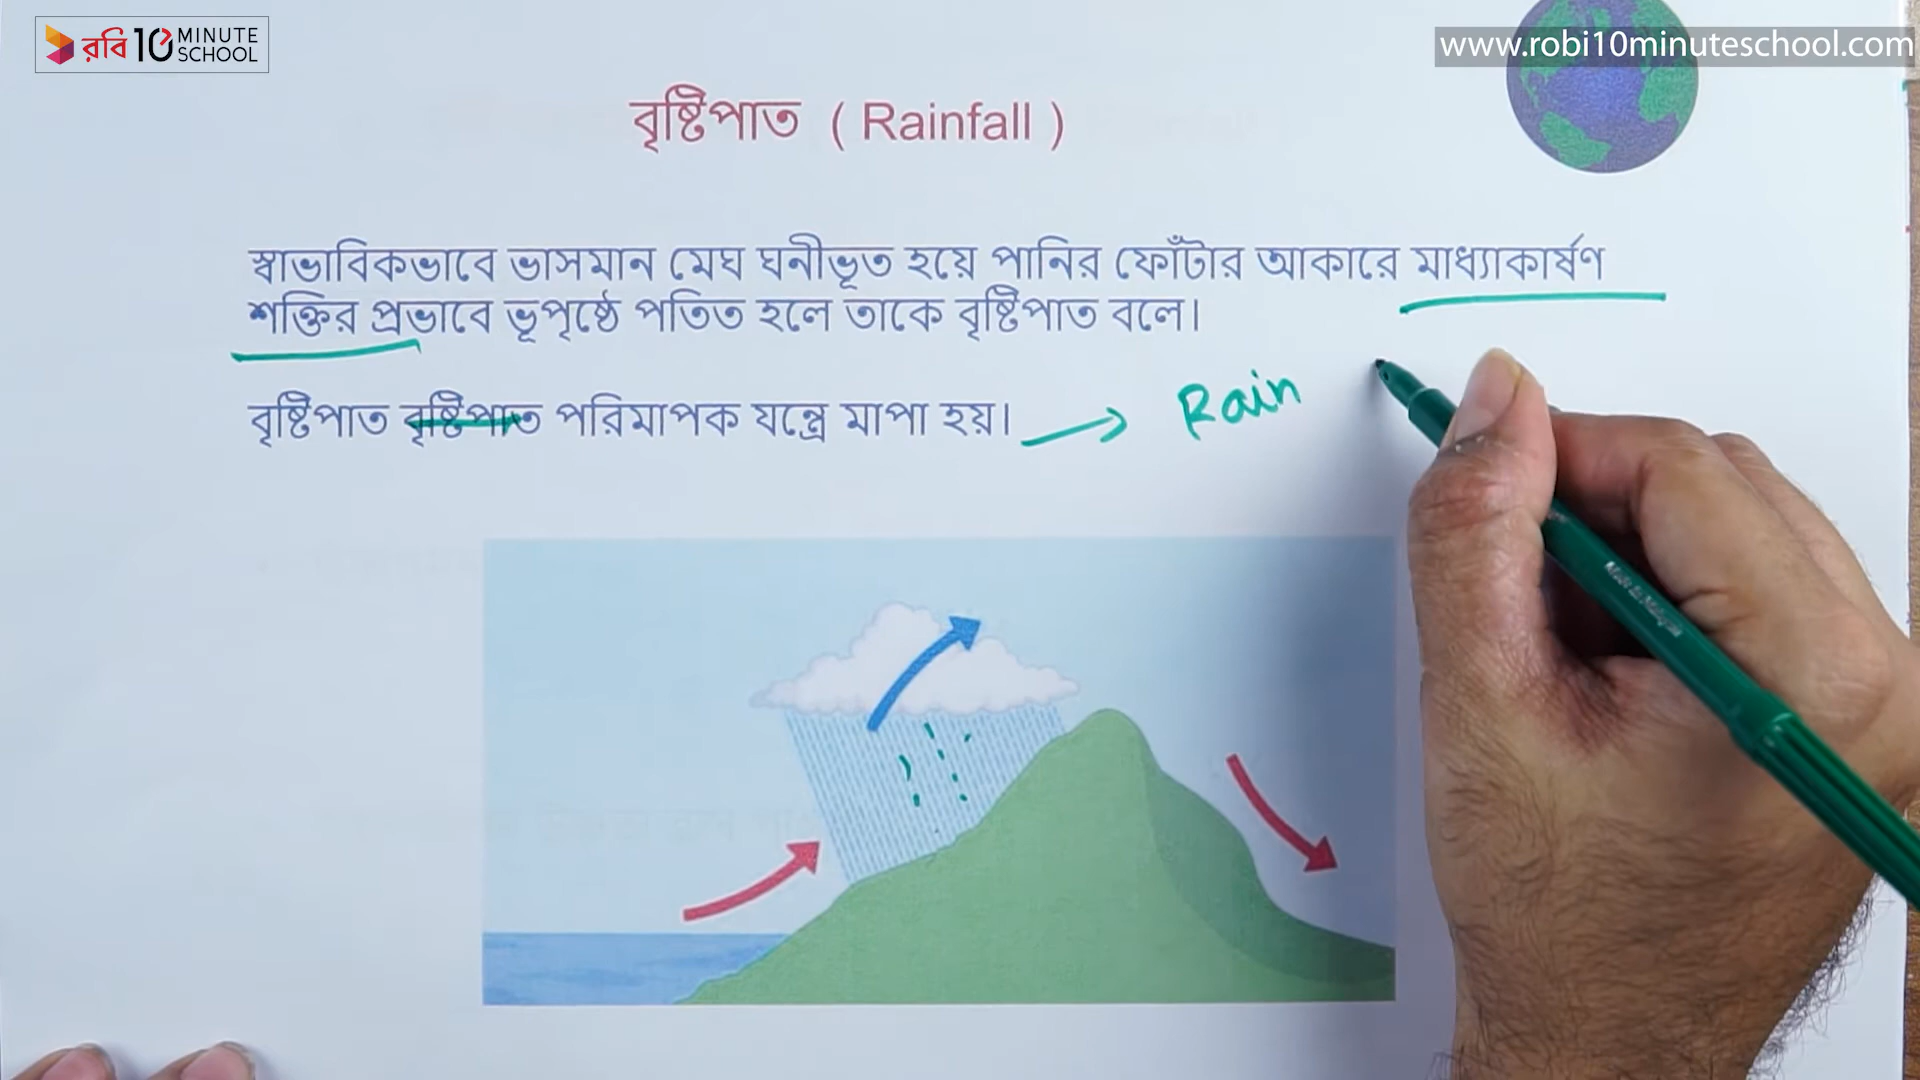 রবি 10 MINUTE SCHOOL
www.robi10minuteschool.com
বৃষ্টিপাত ( Rainfall )
স্বাভাবিকভাবে ভাসমান মেঘ ঘনীভূত হয়ে পানির ফোঁটার আকারে মাধ্যাকার্ষণ
শক্তির প্রভাবে ভূপৃষ্ঠে পতিত হলে তাকে বৃষ্টিপাত বলে।
বৃষ্টিপাত বৃষ্টিপাত পরিমাপক যন্ত্রে মাপা হয়। → Rain